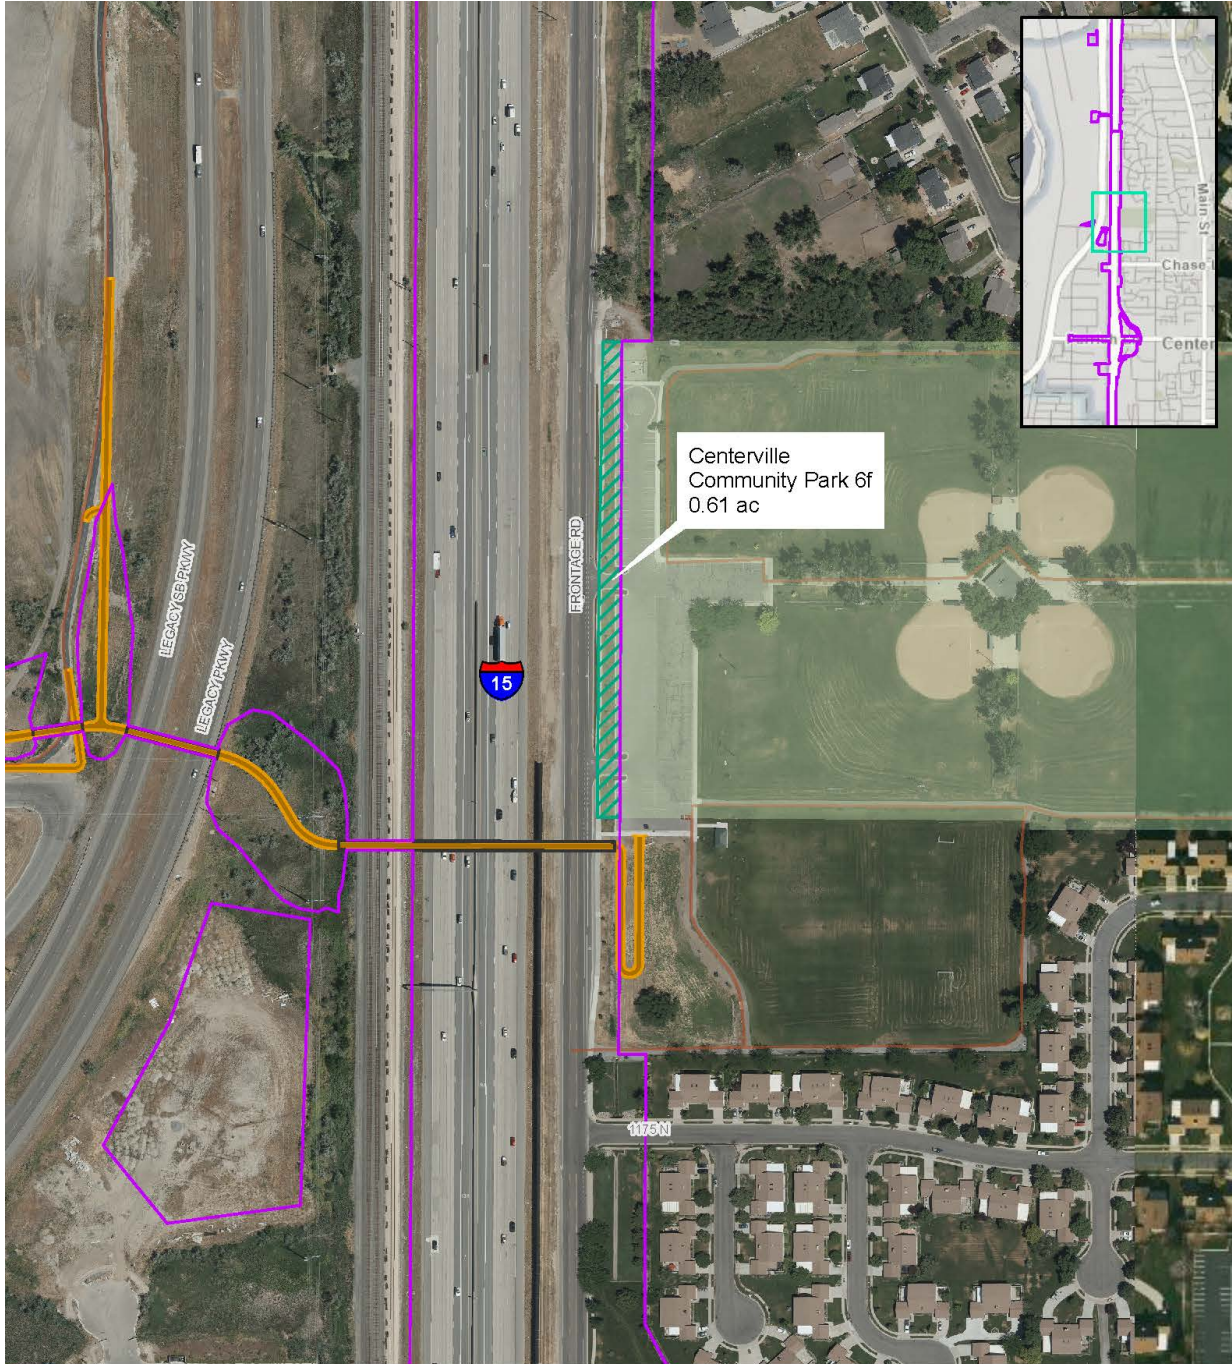 Main St
Chase L
Center
Centerville
Community Park 6f
0.61 ac
FRONTAGE RD
LEGACY SB PKWY
LEGACY PKWY
15
1175 N